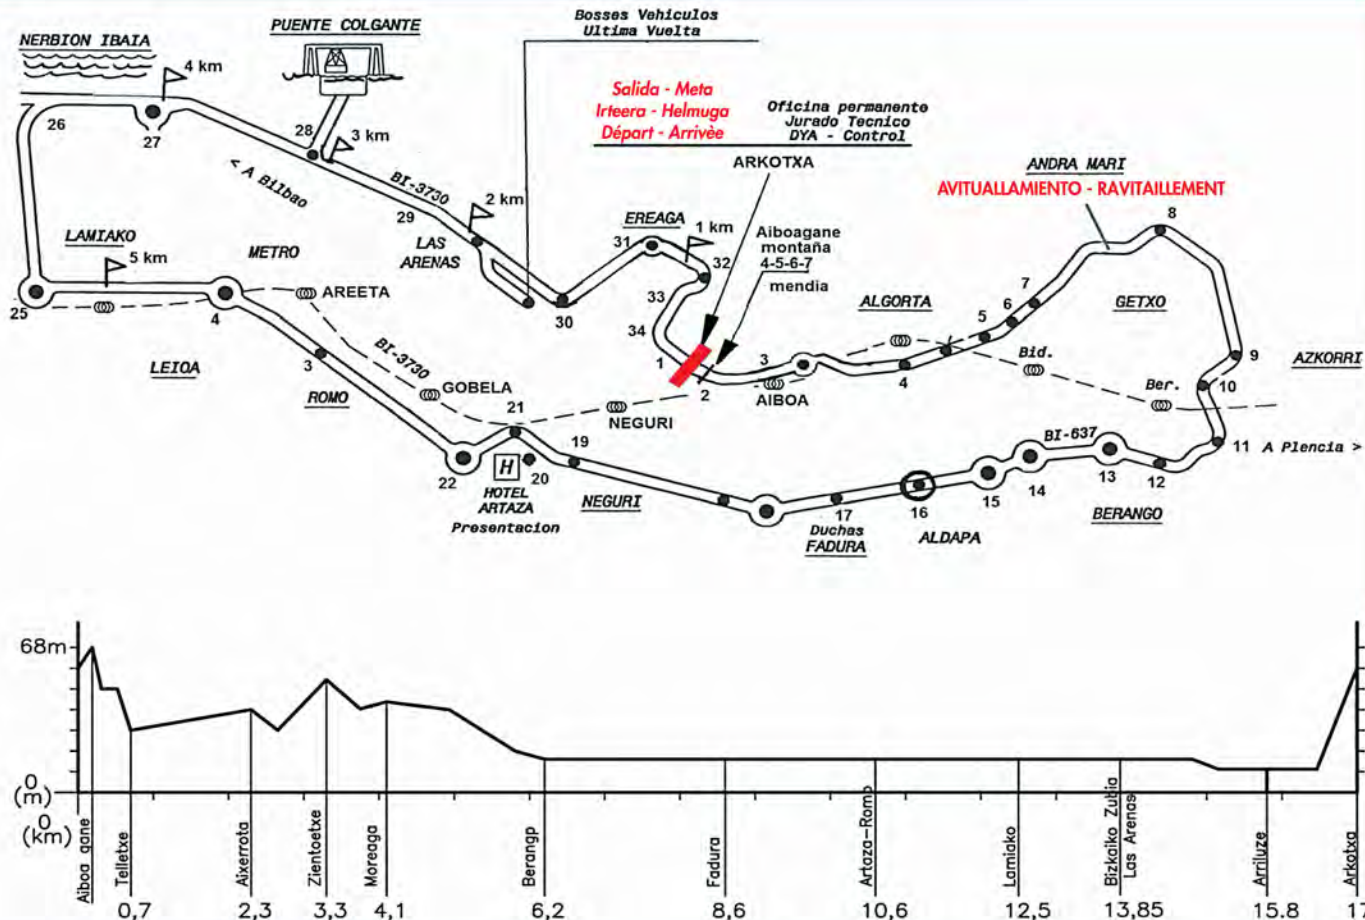 Bosses Vehiculos
Ultima Vuelta
PUENTE COLGANTE
NERBION IBAIA
4 km
Salida - Meta
Irteera - Helmuga
Départ - Arrivèe
Oficina permanente
Jurado Tecnico
DYA - Control
26
27
28
3 km
< A Bilbao
BI-3730
29
2 km
ARKOTXA
ANDRA MARI
AVITUALLAMIENTO - RAVITAILLEMENT
LAMIAKO
5 km
METRO
LAS
ARENAS
EREAGA
31
1 km
32
Aiboagane
montaña
4-5-6-7
mendia
8
AREETA
33
ALGORTA
7
6
5
GETXO
25
4
30
34
1
3
BI-3730
LEIOA
3
ROMO
GOBELA
2
AIBOA
4
Bid.
9
AZKORRI
10
Ber.
NEGURI
21
19
BI-637
11
A Plencia >
22
H
20
HOTEL
ARTAZA
Presentacion
NEGURI
17
Duchas
FADURA
16
ALDAPA
15
14
13
12
BERANGO
68m
0
(m)
0
(km)
Aiboa gane
Telletxe
Aixerrota
Zientoetxe
Moreaga
Berangp
Fadura
Artaza-Romo
Lamiako
Bizkaiko Zubia
Las Arenas
Arriluze
Arkotxa
0,7
2,3
3,3
4,1
6,2
8,6
10,6
12,5
13,85
15,8